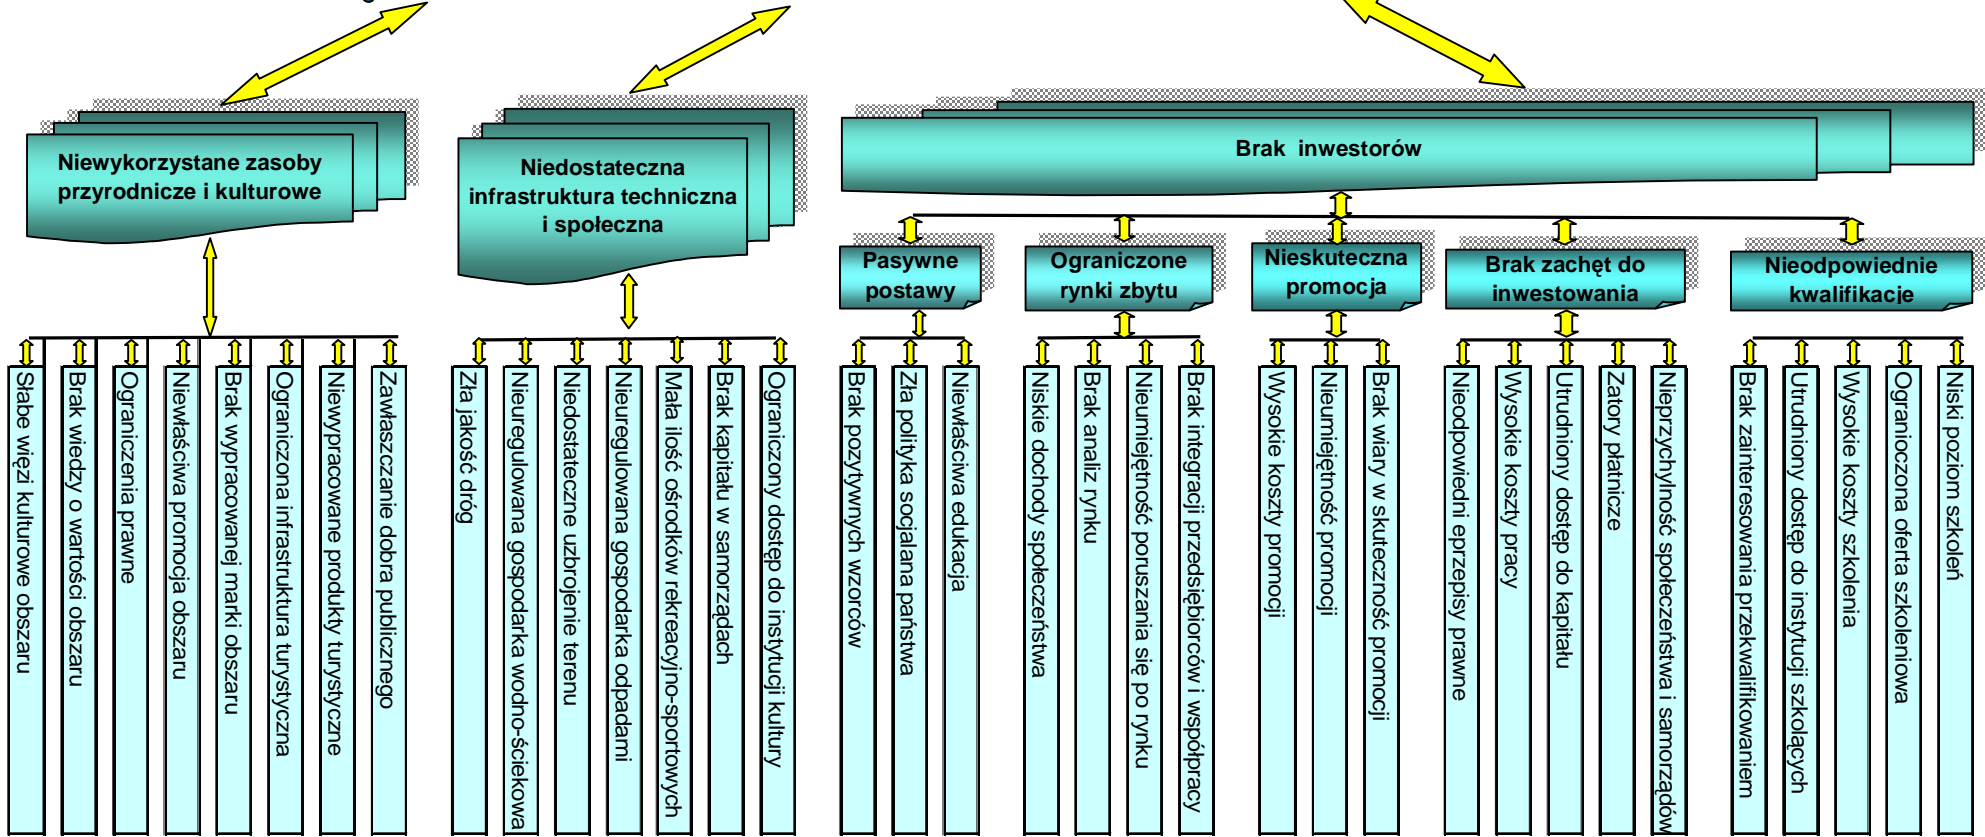 Niewykorzystane zasoby
przyrodnicze i kulturowe
Niedostateczna
infrastruktura techniczna
i społeczna
Brak inwestorów
Pasywne
postawy
Ograniczone
rynki zbytu
Nieskuteczna
promocja
Brak zachęt do
inwestowania
Nieodpowiednie
kwalifikacje
Słabe więzi kulturowe obszaru
Brak wiedzy o wartości obszaru
Ograniczenia prawne
Niewłaściwa promocja obszaru
Brak wypracowanej marki obszaru
Ograniczona infrastruktura turystyczna
Niewypracowane produkty turystyczne
Zawłaszczanie dobra publicznego
Zła jakość dróg
Nieuregulowana gospodarka wodno-ściekowa
Niedostateczne uzbrojenie terenu
Nieuregulowana gospodarka odpadami
Mała ilość ośrodków rekreacyjno-sportowych
Brak kapitału w samorządach
Ograniczony dostęp do instytucji kultury
Brak pozytywnych wzorców
Zła polityka socjalana państwa
Niewłaściwa edukacja
Niskie dochody społeczeństwa
Brak analiz rynku
Nieumiejętność poruszania się po rynku
Brak integracji przedsiębiorców i współpracy
Wysokie koszty promocji
Nieumiejętność promocji
Brak wiary w skuteczność promocji
Nieodpowiedni eprzepisy prawne
Wysokie koszty pracy
Utrudniony dostęp do kapitału
Zatory płatnicze
Nieprzychylność społeczeństwa i samorządów
Brak zainteresowania przekwalifikowaniem
Utrudniony dostęp do instytucji szkolących
Wysokie koszty szkolenia
Ograniczona oferta szkoleniowa
Niski poziom szkoleń